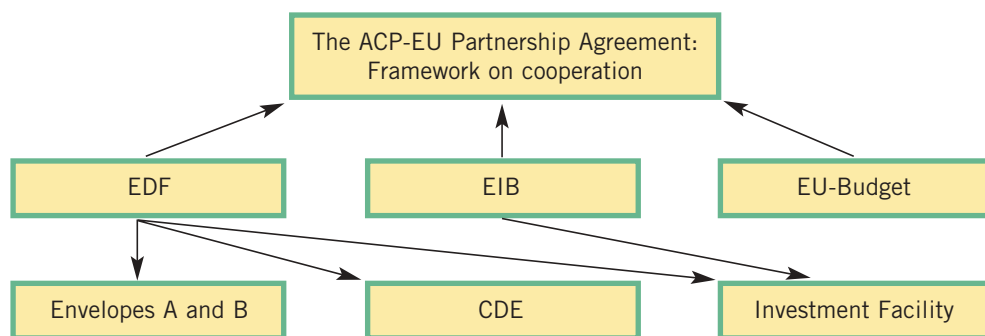 The ACP-EU Partnership Agreement:
Framework on cooperation
EDF
EIB
EU-Budget
Envelopes A and B
CDE
Investment Facility